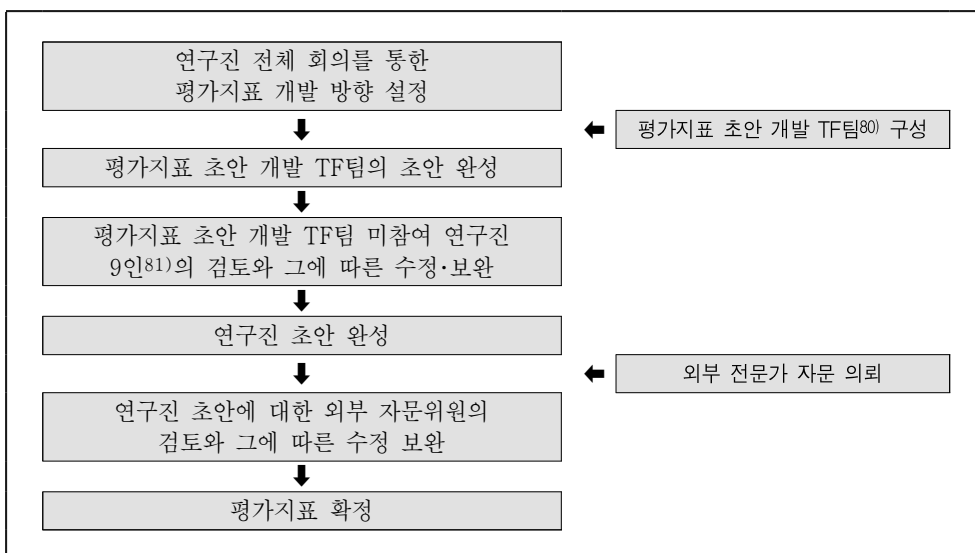 연구진 전체 회의를 통한
평가지표 개발 방향 설정
평가지표 초안 개발 TF팀80) 구성
평가지표 초안 개발 TF팀의 초안 완성
평가지표 초안 개발 TF팀 미참여 연구진
9인81)의 검토와 그에 따른 수정·보완
연구진 초안 완성
외부 전문가 자문 의뢰
연구진 초안에 대한 외부 자문위원의
검토와 그에 따른 수정 보완
평가지표 확정